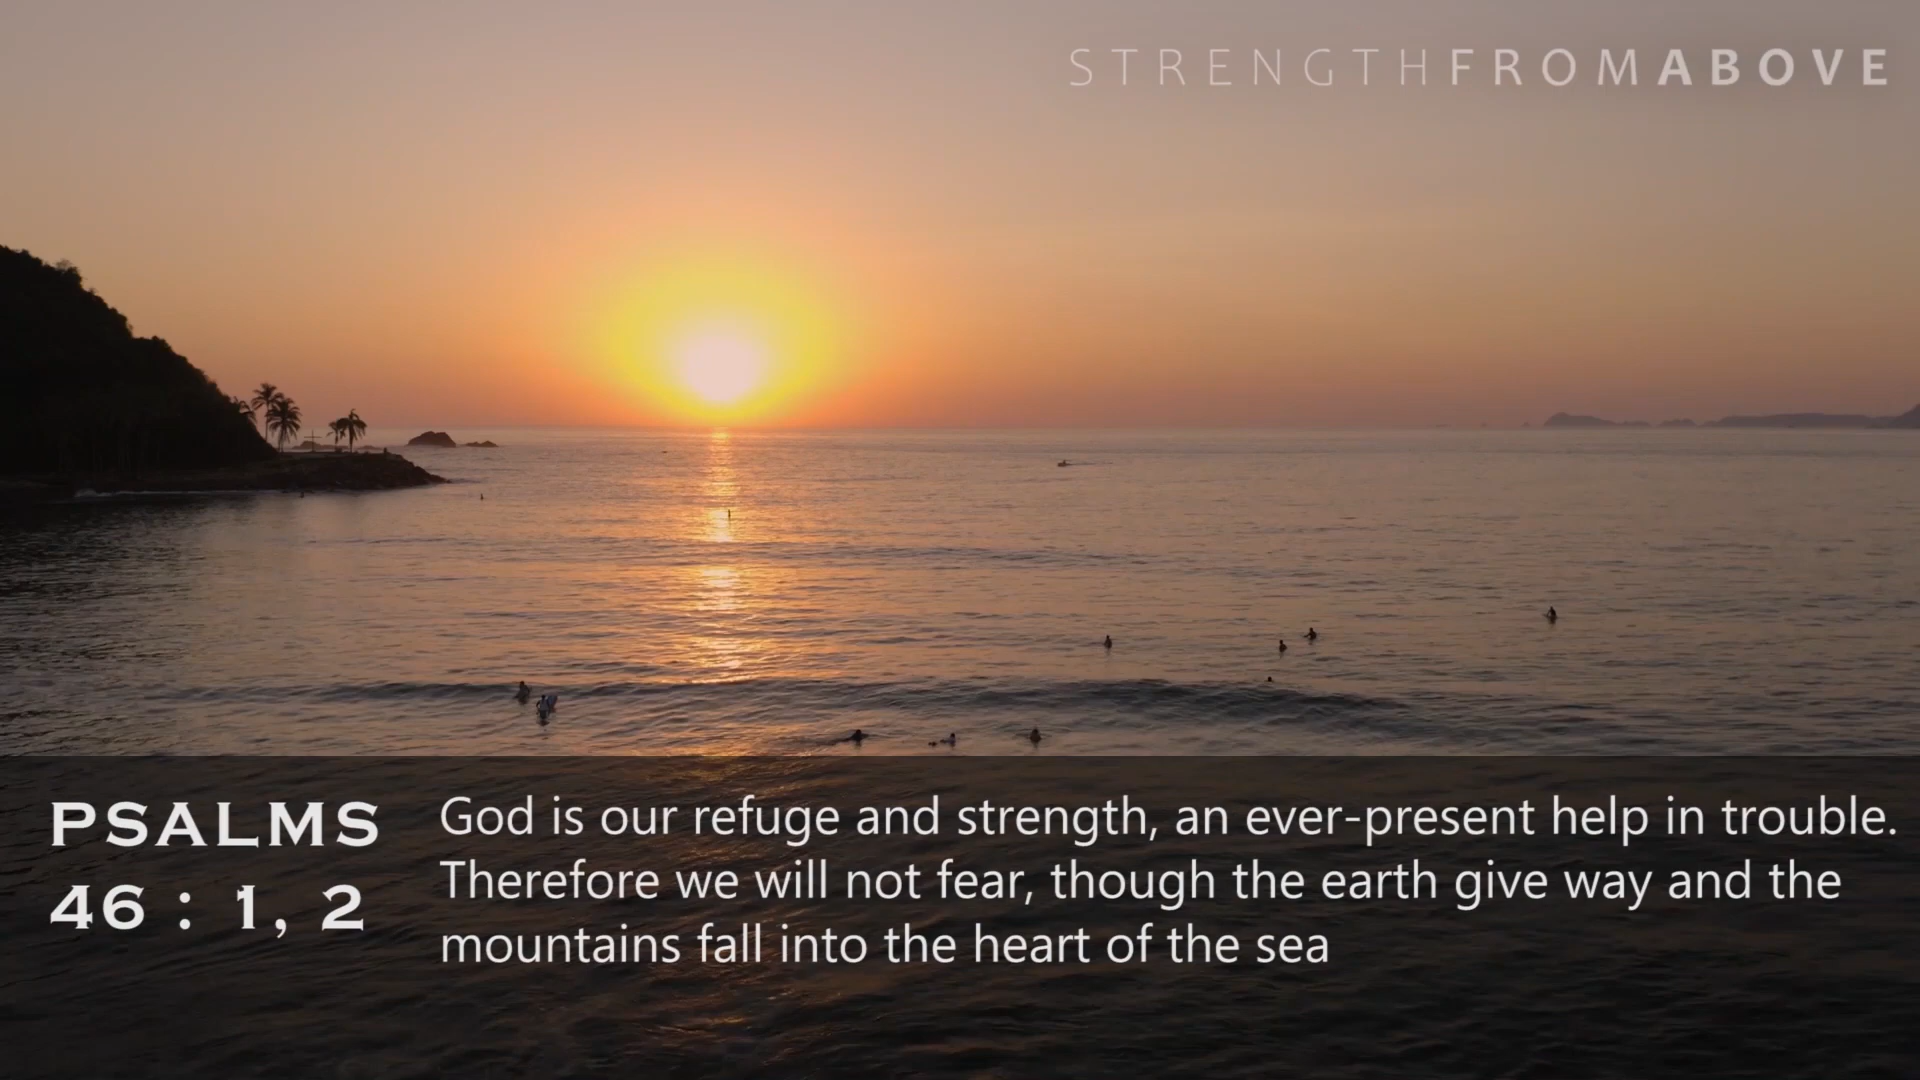 STRENGTHFROMABOVE
PSALMS
46 : 1, 2
God is our refuge and strength, an ever-present help in trouble.
Therefore we will not fear, though the earth give way and the
mountains fall into the heart of the sea